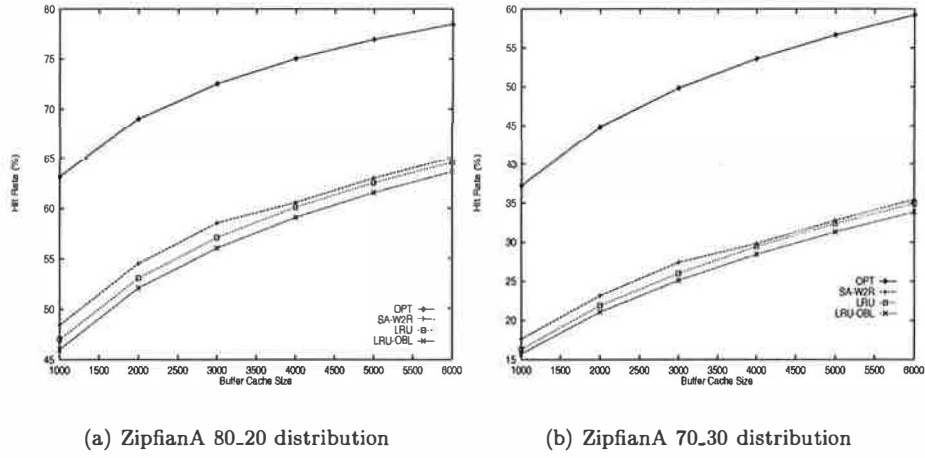 80
75
70
65
60
55
50
45
Hit Rate (%)
OPT
SA-W2R
LRU
LRU-OBL
1000 1500 2000 2500 3000 3500 4000 4500 5000 5500 6000
Buffer Cache Size
(a) ZipfianA 80_20 distribution
60
55
50
45
40
35
30
25
20
15
Hit Rate (%)
OPT
SA-W2R
LRU
LRU-OBL
1000 1500 2000 2500 3000 3500 4000 4500 5000 5500 6000
Buffer Cache Size
(b) ZipfianA 70_30 distribution